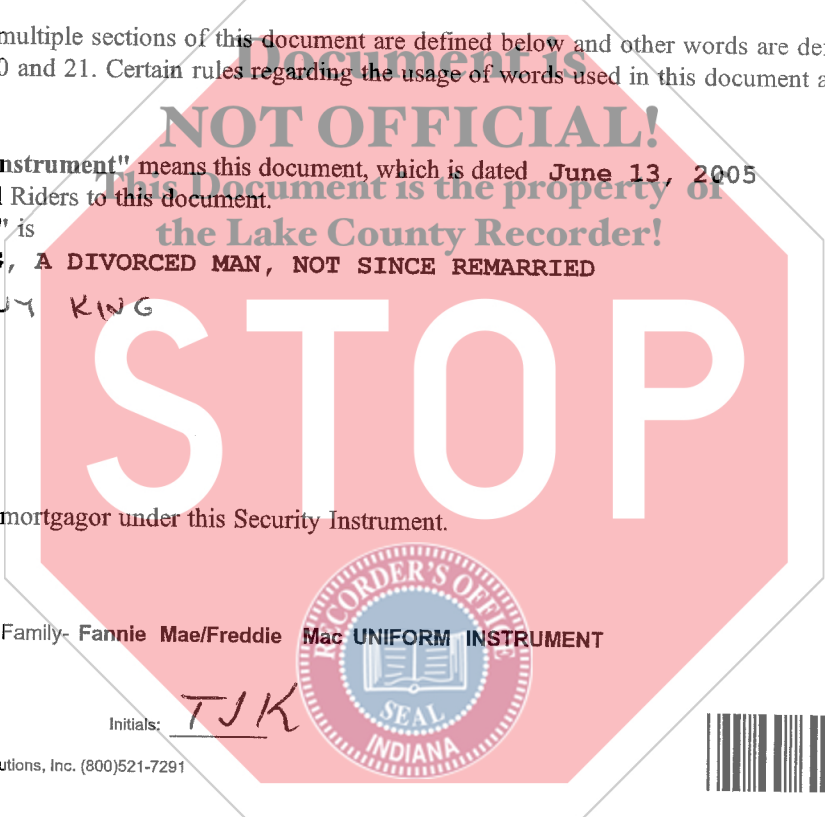 multiple sections of this document are defined below and other words are
0 and 21. Certain rules regarding the usage of words used in this document
Document is
NOT OFFICIAL!
nstrument" means this document, which is dated June 13, 2005
This Document is the property of
Riders to this document.
" is
the Lake County Recorder!
, A DIVORCED MAN, NOT SINCE REMARRIED
KING
STOP
mortgagor under this Security Instrument.
RECORDER'S OFFICE
SEAL
INDIANA
Family- Fannie Mae/Freddie Mac UNIFORM INSTRUMENT
Initials: TJK
utions, Inc. (800)521-7291